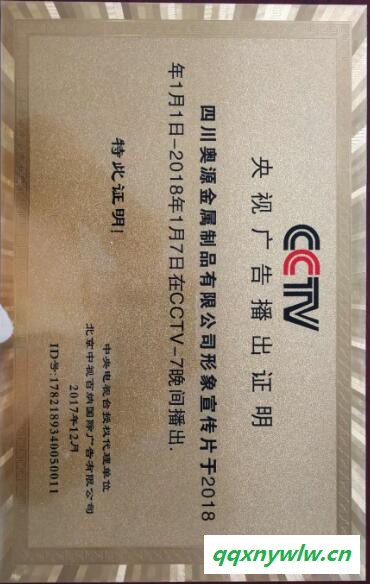 CCTV
央视广告播出证明
四川奥源金属制品有限公司形象宣传片于2018
年1月1日-2018年1月7日在CCTV-7晚间播出.
特此证明!
中央电视台授权代理单位
北京中视百纳国际广告有限公司
2017年12月
ID号:1782189340050011
qqxnywlw.cn